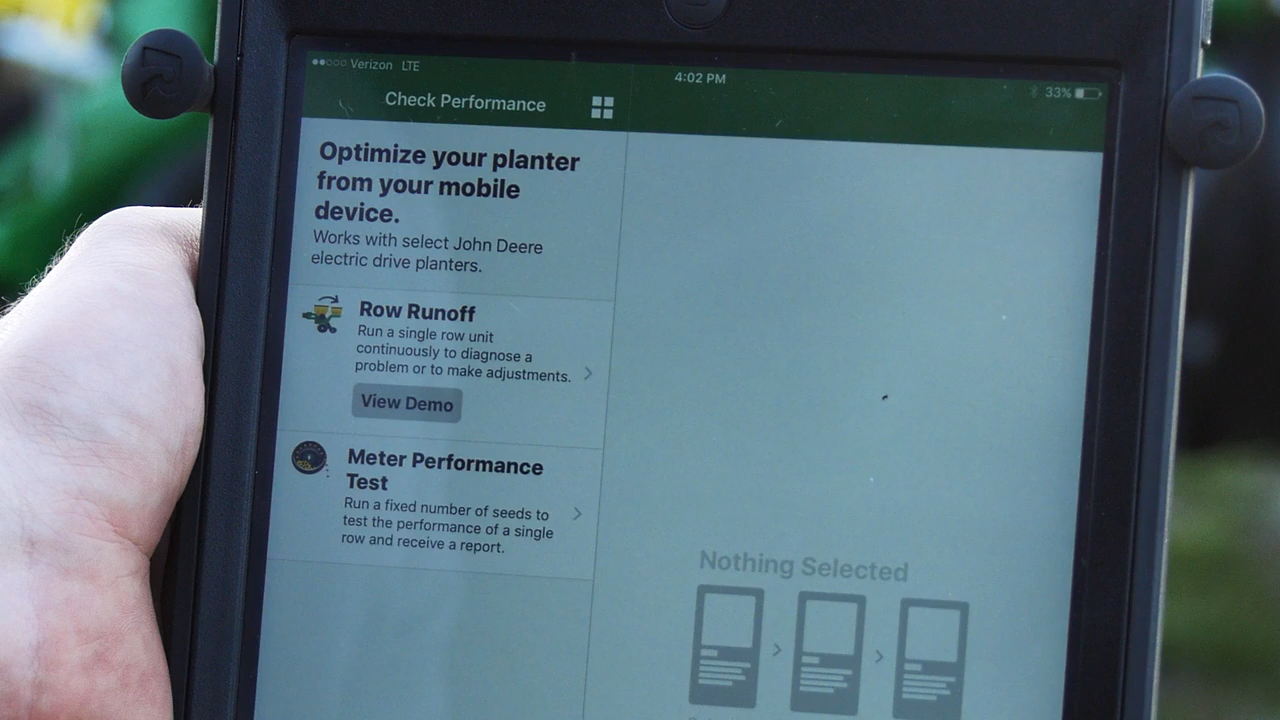 Verizon LTE
4:02 PM
33%
Check Performance
Optimize your planter
from your mobile
device.
Works with select John Deere
electric drive planters.
Row Runoff
Run a single row unit
continuously to diagnose a
problem or to make adjustments.
View Demo
Meter Performance
Test
Run a fixed number of seeds to
test the performance of a single
row and receive a report.
Nothing Selected